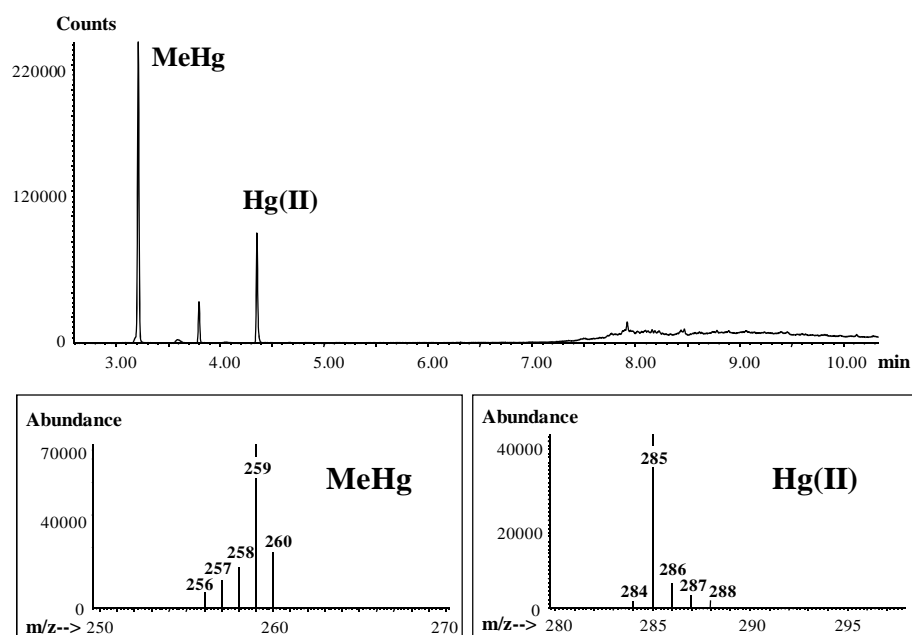 Counts
MeHg
220000
Hg(II)
120000
0
3.00 4.00 5.00 6.00 7.00 8.00 9.00 10.00 min
Abundance
70000
259
MeHg
40000
258
260
257
256
0
m/z--> 250 260 270
Abundance
40000
285
Hg(II)
20000
286
284
287
288
0
280 285 290 295
m/z-->